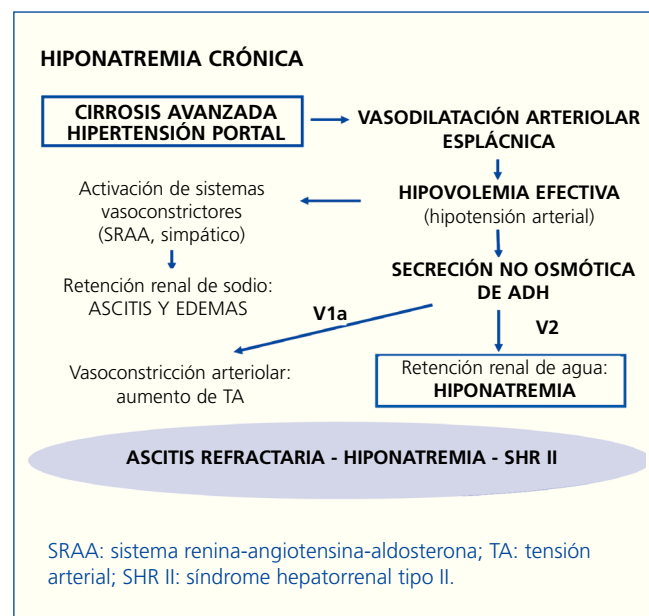 HIPONATREMIA CRÓNICA
CIRROSIS AVANZADA
HIPERTENSIÓN PORTAL
VASODILATACIÓN ARTERIOLAR
ESPLÁCNICA
Activación de sistemas
vasoconstrictores
(SRAA, simpático)
HIPOVOLEMIA EFECTIVA
(hipotensión arterial)
Retención renal de sodio:
ASCITIS Y EDEMAS
SECRECIÓN NO OSMÓTICA
DE ADH
V1a
V2
Vasoconstricción arteriolar:
aumento de TA
Retención renal de agua:
HIPONATREMIA
ASCITIS REFRACTARIA - HIPONATREMIA - SHR II
SRAA: sistema renina-angiotensina-aldosterona; TA: tensión
arterial; SHR II: síndrome hepatorrenal tipo II.